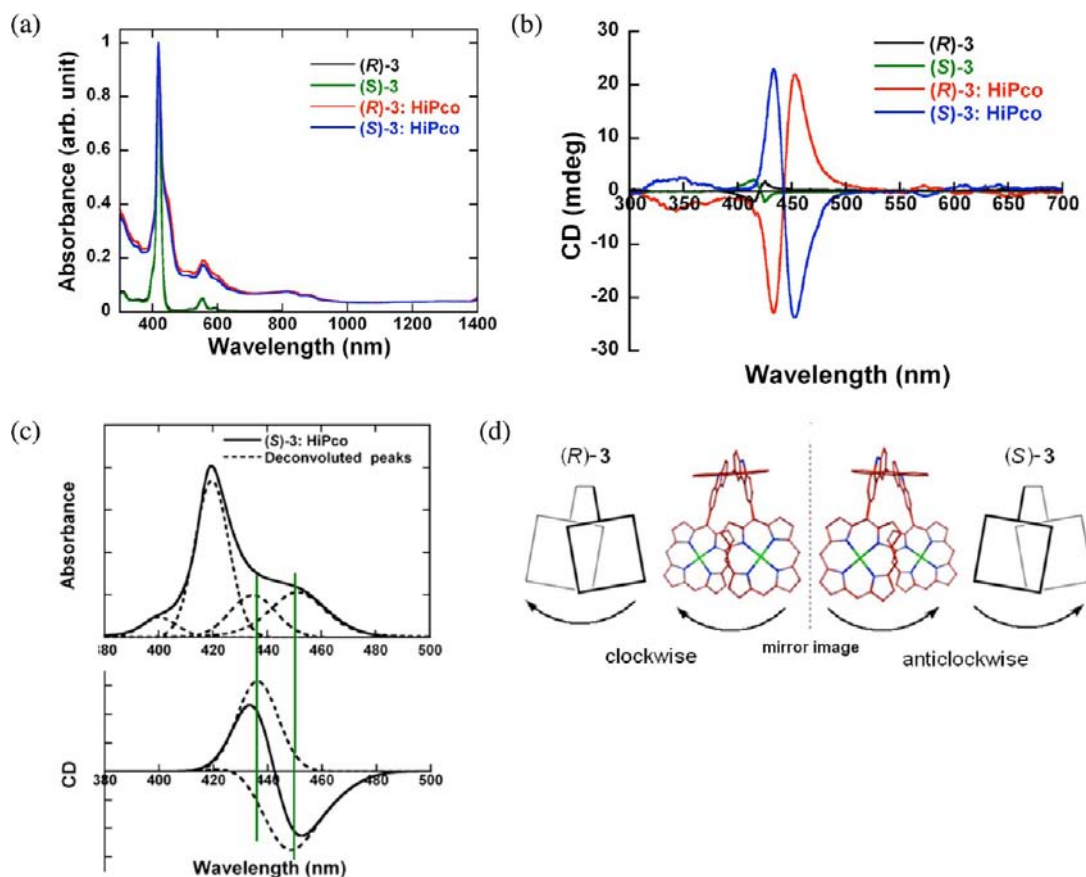 (a)
Absorbance (arb. unit)
1
0.8
0.6
0.4
0.2
0
(R)-3
(S)-3
(R)-3: HiPco
(S)-3: HiPco
400 600 800 1000 1200 1400
Wavelength (nm)
(b)
CD (mdeg)
30
20
10
0
-10
-20
-30
(R)-3
(S)-3
(R)-3: HiPco
(S)-3: HiPco
300 350 400 450 500 550 600 650 700
Wavelength (nm)
(c)
(S)-3: HiPco
Deconvoluted peaks
Absorbance
380 400 420 440 460 480 500
CD
380 400 420 440 460 480 500
Wavelength (nm)
(d)
(R)-3
(S)-3
clockwise
mirror image
anticlockwise